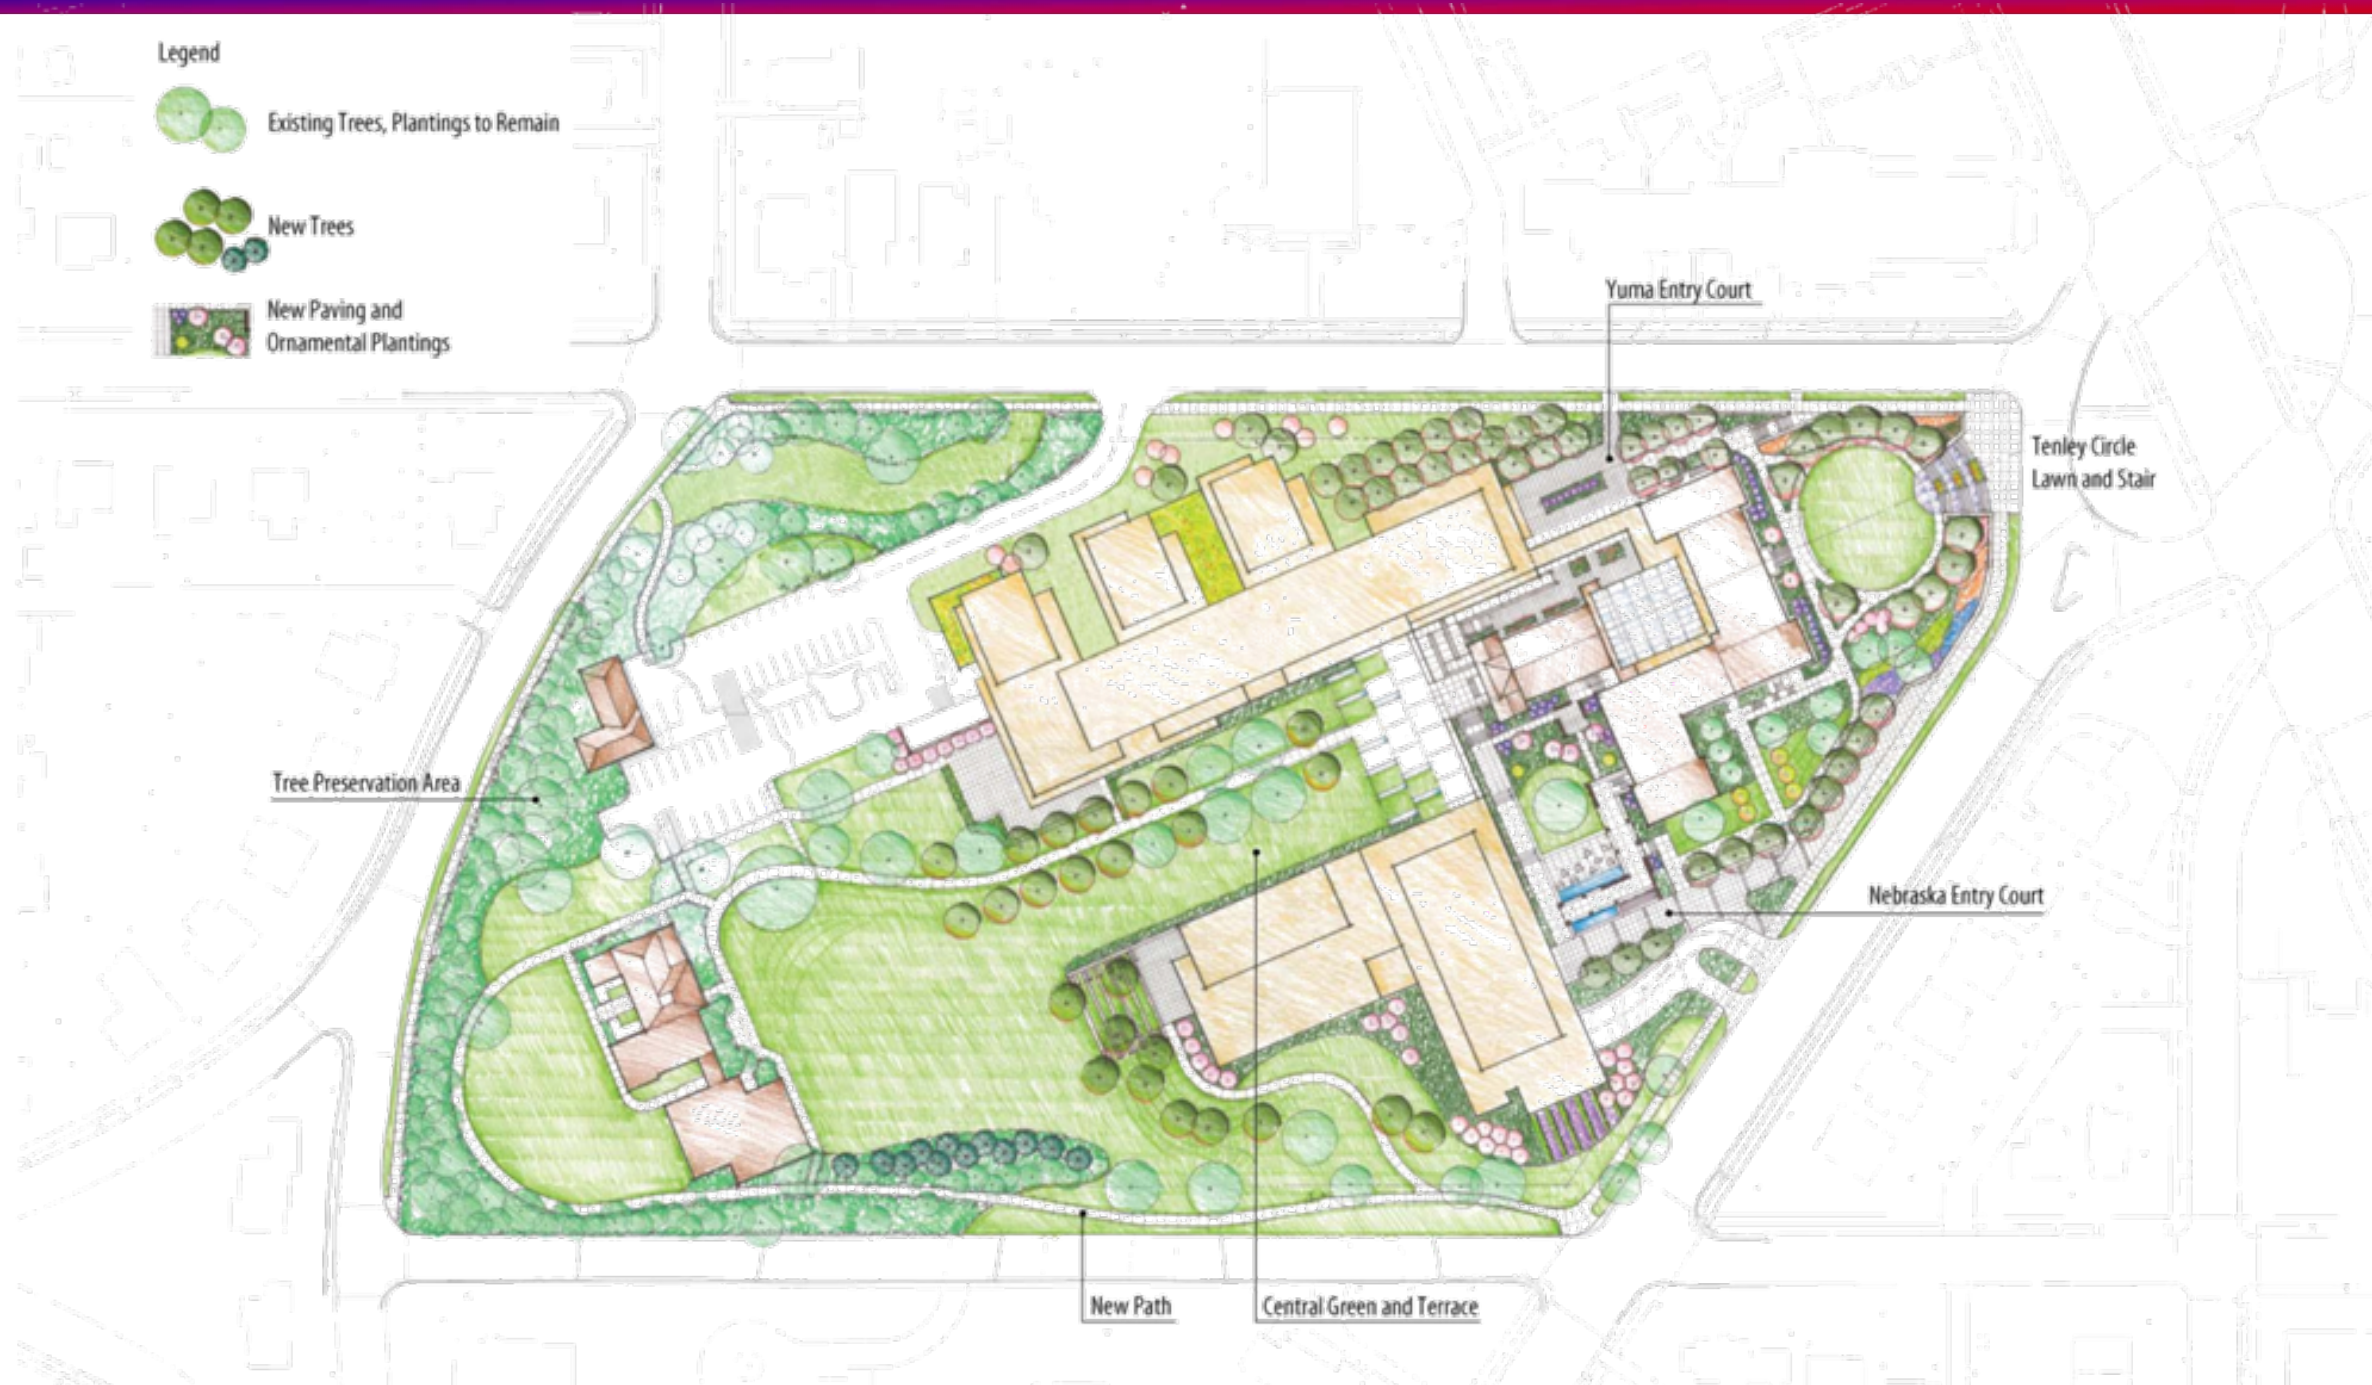 Legend
Existing Trees, Plantings to Remain
New Trees
New Paving and
Ornamental Plantings
Yuma Entry Court
Tenley Circle
Lawn and Stair
Tree Preservation Area
Nebraska Entry Court
New Path
Central Green and Terrace